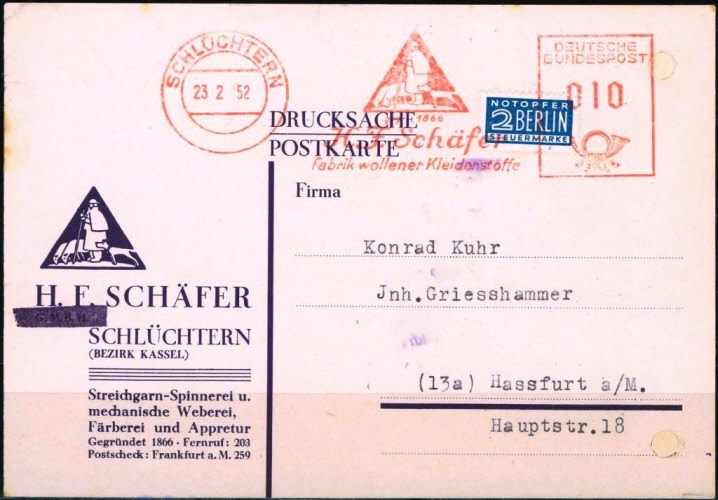 SCHLÜCHTERN
23 2 52
1866
H.F. Schäfer
Fabrik wollener Kleiderstoffe
DEUTSCHE
BUNDESPOST
010
NOTOPFER
2 BERLIN
STEUERMARKE
DRUCKSACHE
POSTKARTE
Firma
Konrad Kuhr
Jnh.Griesshammer
(13a) Hassfurt a/M.
Hauptstr.18
H. F. SCHÄFER
G.M.B.H.
SCHLÜCHTERN
(BEZIRK KASSEL)
Streichgarn-Spinnerei u.
mechanische Weberei,
Färberei und Appretur
Gegründet 1866 · Fernruf: 203
Postscheck: Frankfurt a. M. 259